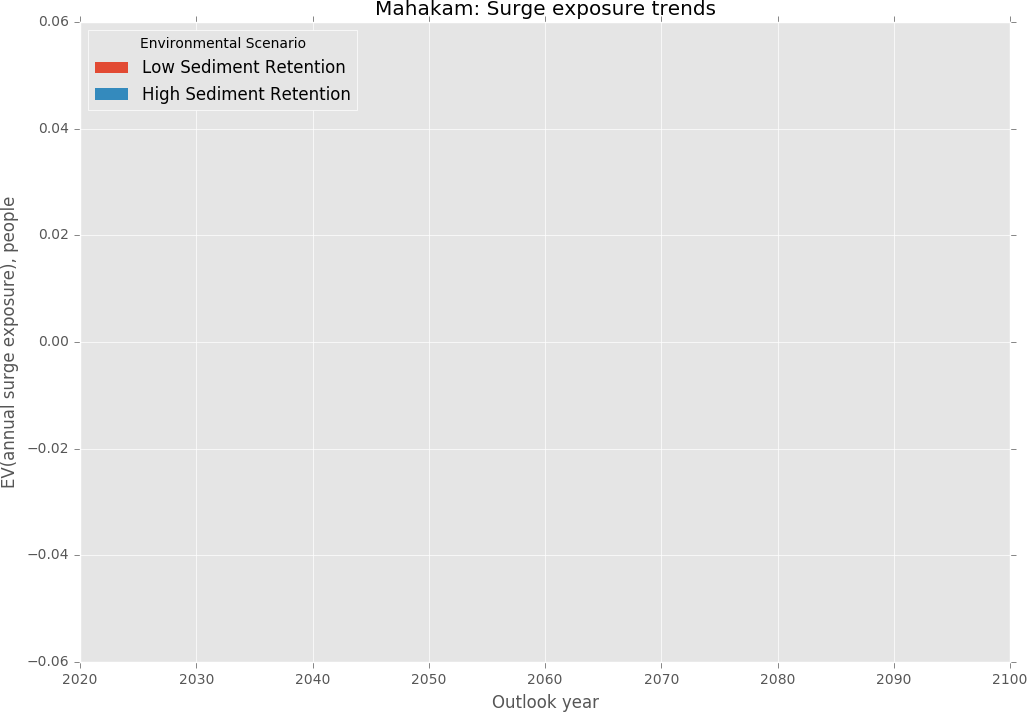 Mahakam: Surge exposure trends
Environmental Scenario
Low Sediment Retention
High Sediment Retention
EV(annual surge exposure), people
0.06
0.04
0.02
0.00
−0.02
−0.04
−0.06
2020 2030 2040 2050 2060 2070 2080 2090 2100
Outlook year